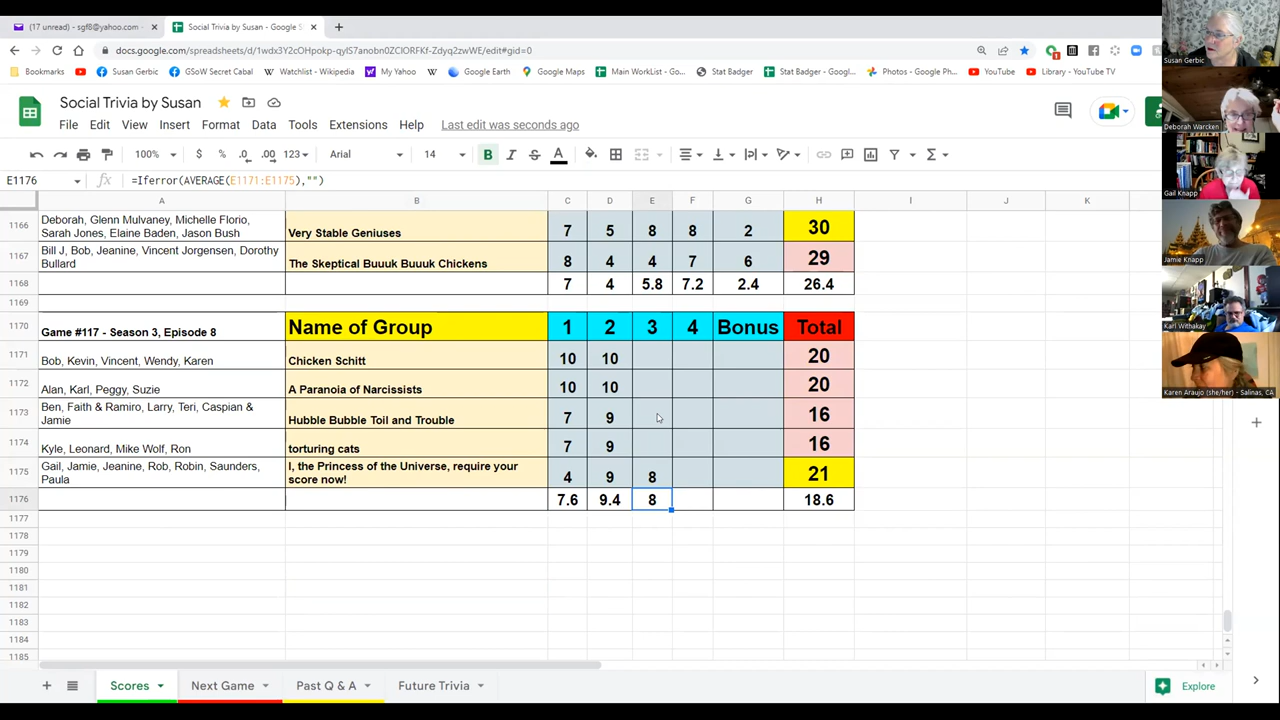 (17 unread) - sgf8@yahoo.com
Social Trivia by Susan - Google S
docs.google.com/spreadsheets/d/1wdx3Y2cOHpokp-qyIS7anobn0ZClORFKf-Zdyq2zwWE/edit#gid=0
Bookmarks Susan Gerbic GSoW Secret Cabal Watchlist - Wikipedia My Yahoo Google Earth Google Maps Main WorkList - Go... Stat Badger Stat Badger - Googl... Photos - Google Ph... YouTube Library - YouTube TV
Social Trivia by Susan
File Edit View Insert Format Data Tools Extensions Help Last edit was seconds ago
100% $ % .0 .00 123 Arial 14 B I S A
E1176 fx =Iferror(AVERAGE(E1171:E1175),"")
A B C D E F G H I J K
1166 Deborah, Glenn Mulvaney, Michelle Florio, Sarah Jones, Elaine Baden, Jason Bush Very Stable Geniuses 7 5 8 8 2 30
1167 Bill J, Bob, Jeanine, Vincent Jorgensen, Dorothy Bullard The Skeptical Buuuk Buuuk Chickens 8 4 4 7 6 29
1168 7 4 5.8 7.2 2.4 26.4
1169
1170 Game #117 - Season 3, Episode 8 Name of Group 1 2 3 4 Bonus Total
1171 Bob, Kevin, Vincent, Wendy, Karen Chicken Schitt 10 10 20
1172 Alan, Karl, Peggy, Suzie A Paranoia of Narcissists 10 10 20
1173 Ben, Faith & Ramiro, Larry, Teri, Caspian & Jamie Hubble Bubble Toil and Trouble 7 9 16
1174 Kyle, Leonard, Mike Wolf, Ron torturing cats 7 9 16
1175 Gail, Jamie, Jeanine, Rob, Robin, Saunders, Paula I, the Princess of the Universe, require your score now! 4 9 8 21
1176 7.6 9.4 8 18.6
1177
1178
1179
1180
1181
1182
1183
1184
1185
Scores Next Game Past Q & A Future Trivia
Explore
Susan Gerbic
Deborah Warcken
Gail Knapp
Jamie Knapp
Karl Withakay
Karen Araujo (she/her) - Salinas, CA